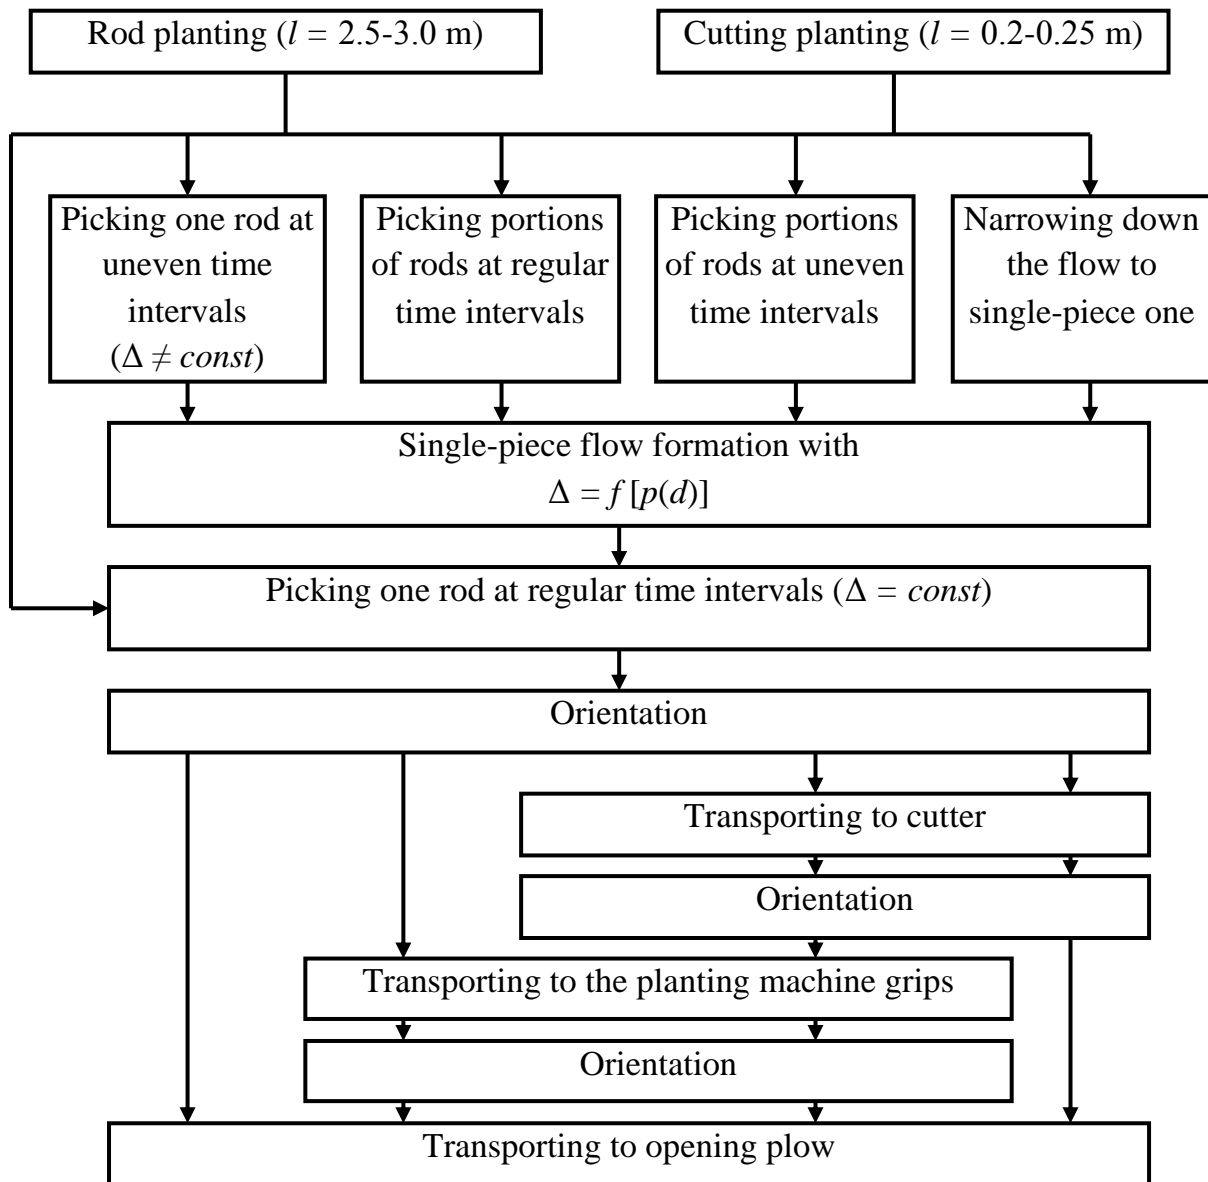 Rod planting (l = 2.5-3.0 m)
Cutting planting (l = 0.2-0.25 m)
Picking one rod at
uneven time
intervals
(Δ ≠ const)
Picking portions
of rods at regular
time intervals
Picking portions
of rods at uneven
time intervals
Narrowing down
the flow to
single-piece one
Single-piece flow formation with
Δ = f [p(d)]
Picking one rod at regular time intervals (Δ = const)
Orientation
Transporting to cutter
Orientation
Transporting to the planting machine grips
Orientation
Transporting to opening plow